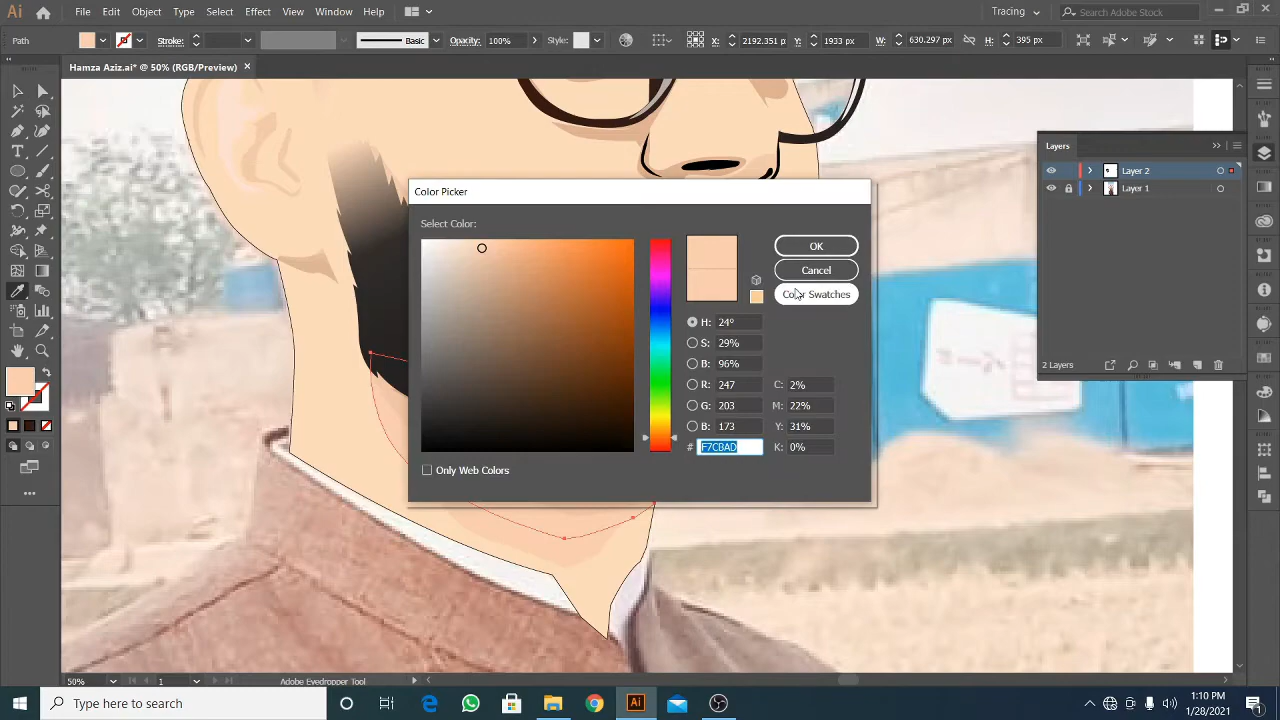 Ai File Edit Object Type Select Effect View Window Help Tracing Search Adobe Stock
Path Stroke: Basic Opacity: 100% Style: X: 2192.351 px Y: 1933 px W: 630.297 px H: 395 px
Hamza Aziz.ai* @ 50% (RGB/Preview) ×
Layers
Layer 2
Layer 1
2 Layers
Color Picker
Select Color:
OK
Cancel
Color Swatches
H: 24°
S: 29%
B: 96%
R: 247 C: 2%
G: 203 M: 22%
B: 173 Y: 31%
# F7CBAD K: 0%
Only Web Colors
50% 1 Adobe Eyedropper Tool
Type here to search
Ai
1:10 PM
1/28/2021